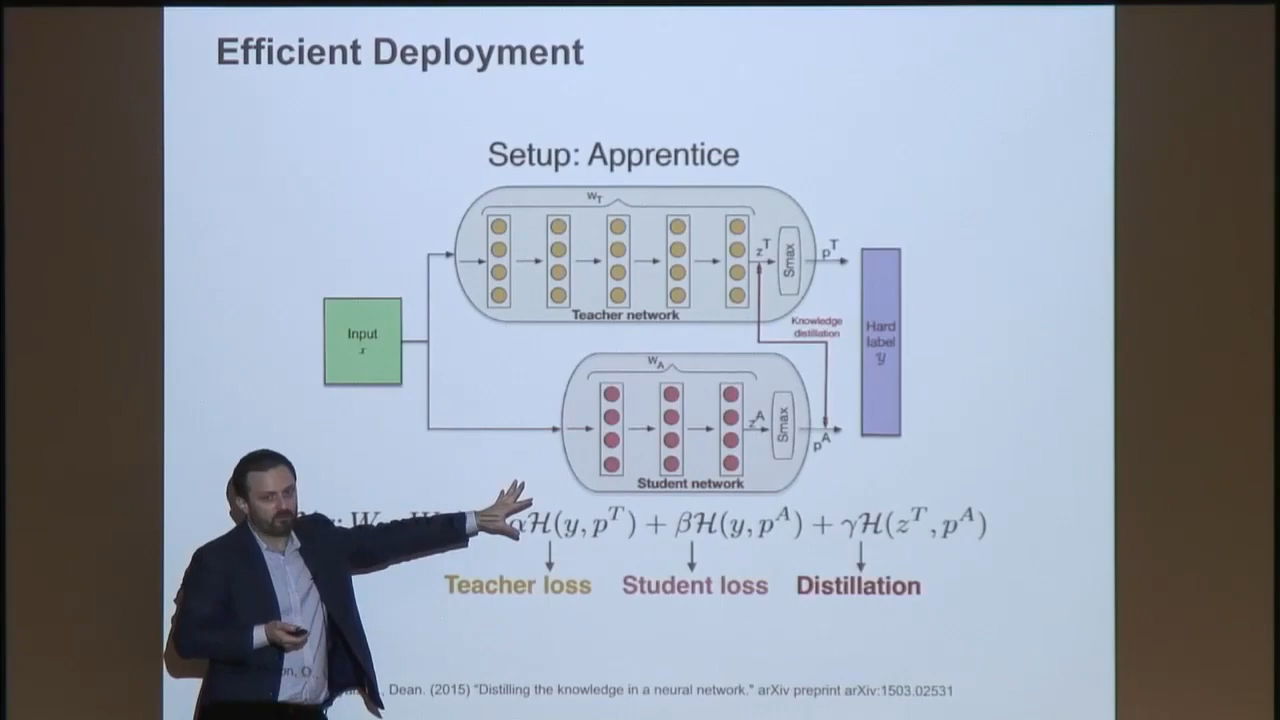 Efficient Deployment
Setup: Apprentice
W_T
z^T
Smax
p^T
Teacher network
Input
x
Knowledge
distillation
Hard
label
y
W_A
z^A
Smax
p^A
Student network
αH(y, p^T) + βH(y, p^A) + γH(z^T, p^A)
Teacher loss Student loss Distillation
Dean. (2015) "Distilling the knowledge in a neural network." arXiv preprint arXiv:1503.02531